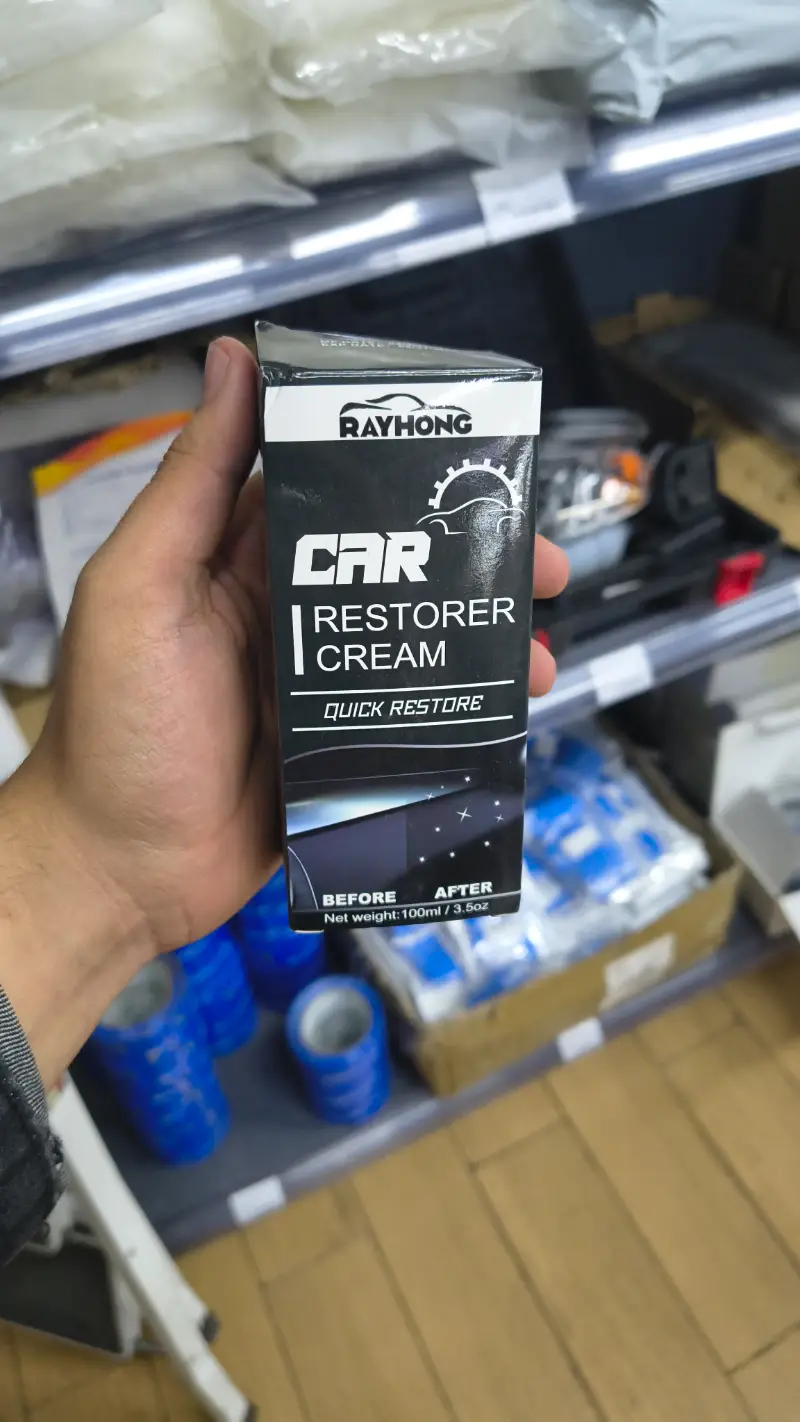 RAYHONG
CAR
RESTORER
CREAM
QUICK RESTORE
BEFORE AFTER
Net weight:100ml / 3.5oz